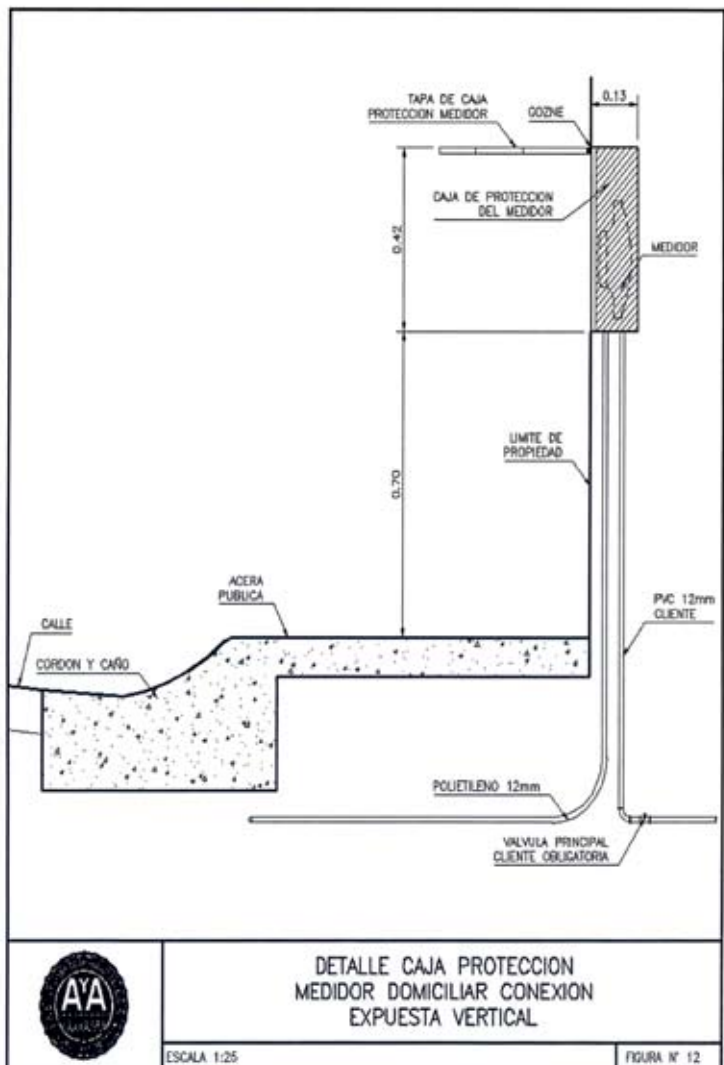 TAPA DE CAJA
PROTECCION MEDIDOR
GOZNE
0.13
CAJA DE PROTECCION
DEL MEDIDOR
0.42
MEDIDOR
LIMITE DE
PROPIEDAD
0.70
ACERA
PUBLICA
CALLE
CORDON Y CAÑO
PVC 12mm
CLIENTE
POLIETILENO 12mm
VALVULA PRINCIPAL
CLIENTE OBLIGATORIA
AYA
DETALLE CAJA PROTECCION
MEDIDOR DOMICILIAR CONEXION
EXPUESTA VERTICAL
ESCALA 1:25
FIGURA N° 12